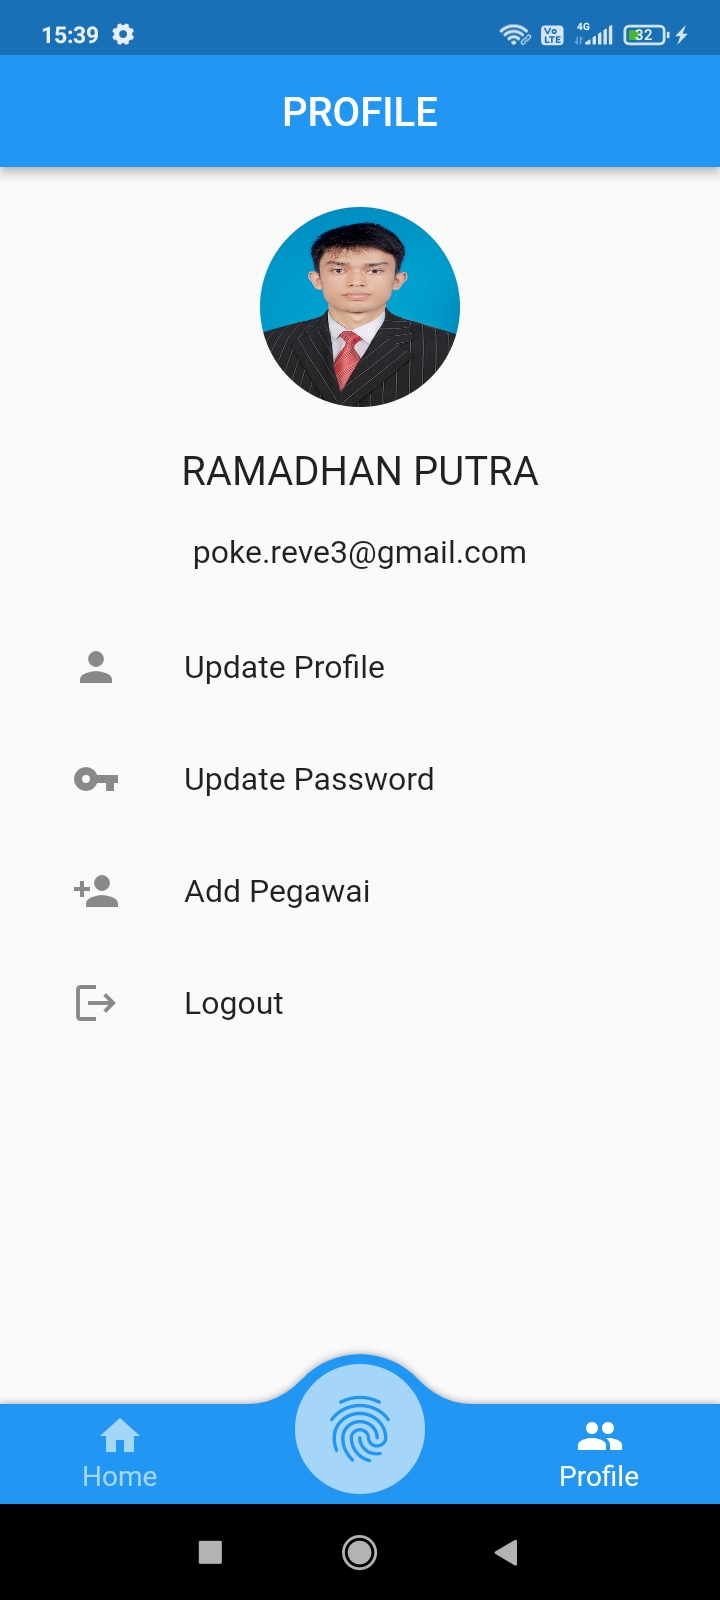 15:39
Vo LTE 4G 32
PROFILE
RAMADHAN PUTRA
poke.reve3@gmail.com
Update Profile
Update Password
Add Pegawai
Logout
Home
Profile